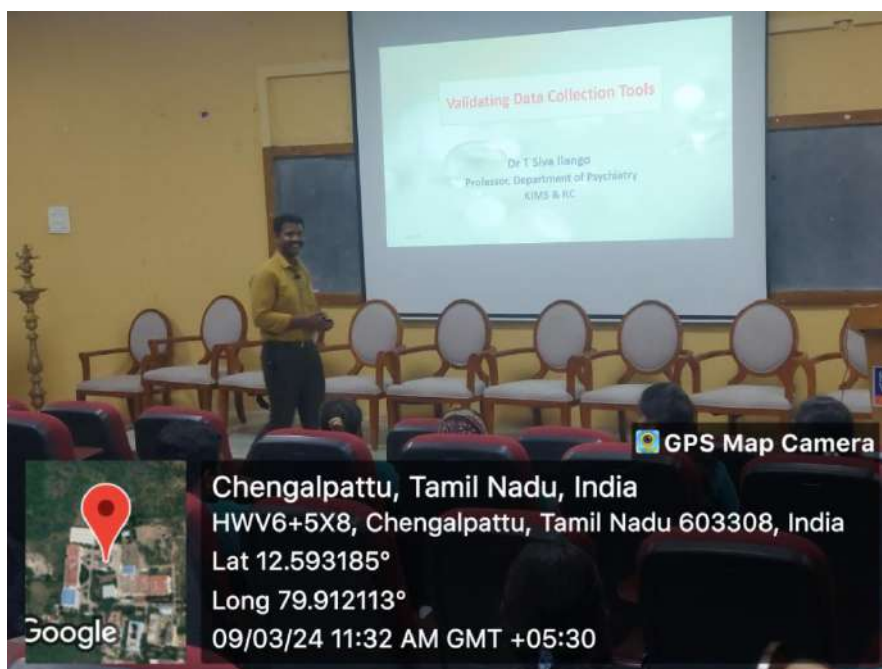 Validating Data Collection Tools
Dr T Siva Ilango
Professor, Department of Psychiatry
KIMS & RC
GPS Map Camera
Chengalpattu, Tamil Nadu, India
HWV6+5X8, Chengalpattu, Tamil Nadu 603308, India
Lat 12.593185°
Long 79.912113°
09/03/24 11:32 AM GMT +05:30
Google